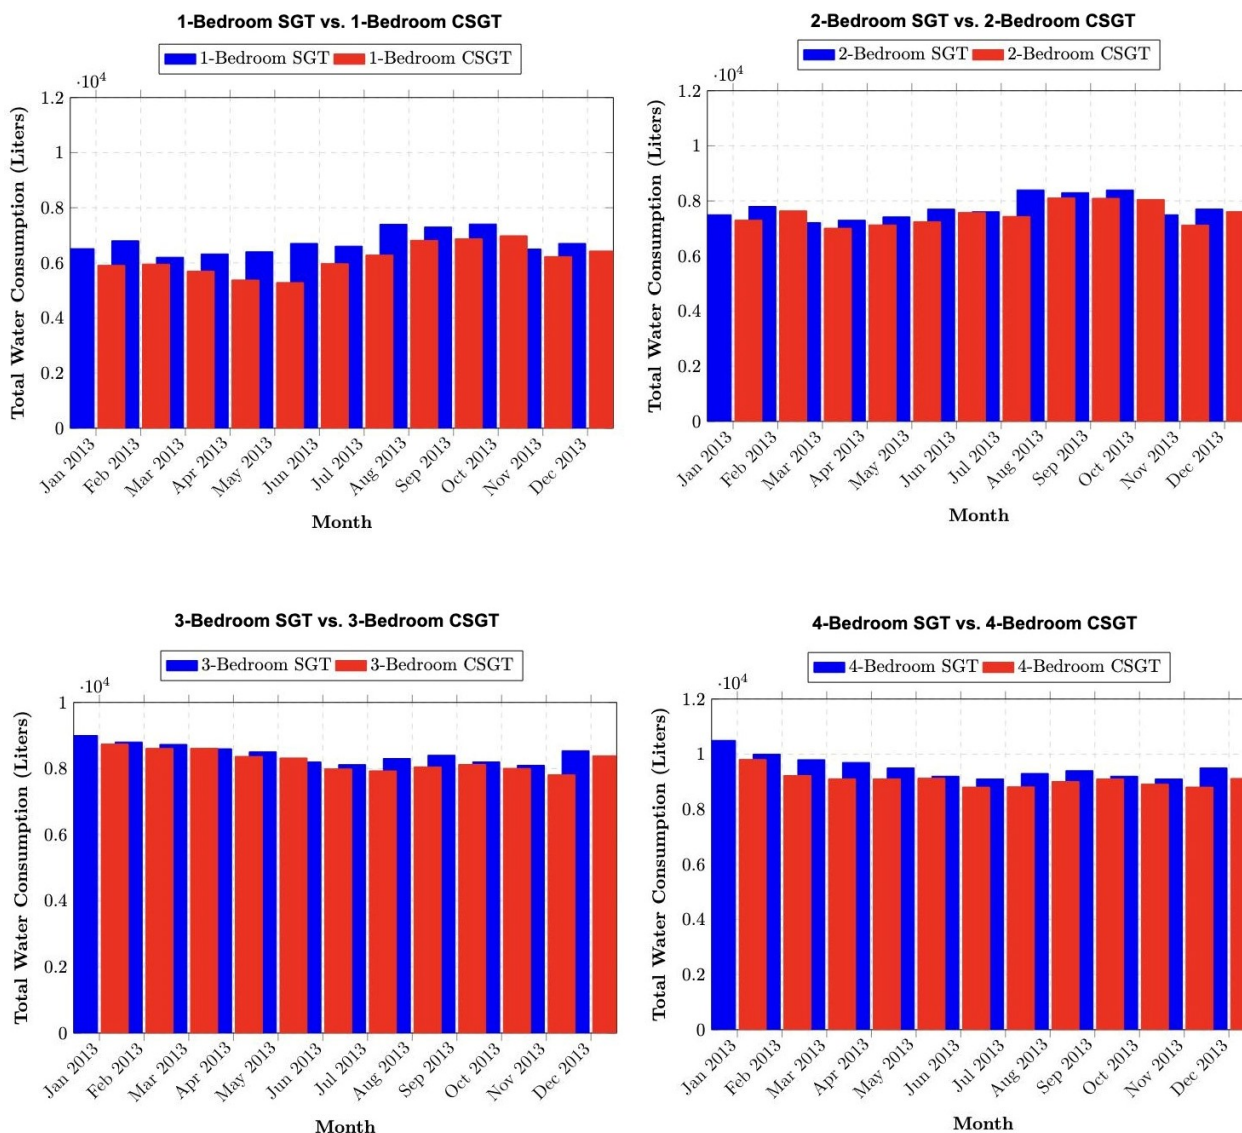 1-Bedroom SGT vs. 1-Bedroom CSGT
1-Bedroom SGT 1-Bedroom CSGT
·10⁴
1.2
1
0.8
0.6
0.4
0.2
0
Total Water Consumption (Liters)
Jan 2013
Feb 2013
Mar 2013
Apr 2013
May 2013
Jun 2013
Jul 2013
Aug 2013
Sep 2013
Oct 2013
Nov 2013
Dec 2013
Month
2-Bedroom SGT vs. 2-Bedroom CSGT
2-Bedroom SGT 2-Bedroom CSGT
·10⁴
1.2
1
0.8
0.6
0.4
0.2
0
Total Water Consumption (Liters)
Jan 2013
Feb 2013
Mar 2013
Apr 2013
May 2013
Jun 2013
Jul 2013
Aug 2013
Sep 2013
Oct 2013
Nov 2013
Dec 2013
Month
3-Bedroom SGT vs. 3-Bedroom CSGT
3-Bedroom SGT 3-Bedroom CSGT
·10⁴
1
0.8
0.6
0.4
0.2
0
Total Water Consumption (Liters)
Jan 2013
Feb 2013
Mar 2013
Apr 2013
May 2013
Jun 2013
Jul 2013
Aug 2013
Sep 2013
Oct 2013
Nov 2013
Dec 2013
Month
4-Bedroom SGT vs. 4-Bedroom CSGT
4-Bedroom SGT 4-Bedroom CSGT
·10⁴
1.2
1
0.8
0.6
0.4
0.2
0
Total Water Consumption (Liters)
Jan 2013
Feb 2013
Mar 2013
Apr 2013
May 2013
Jun 2013
Jul 2013
Aug 2013
Sep 2013
Oct 2013
Nov 2013
Dec 2013
Month